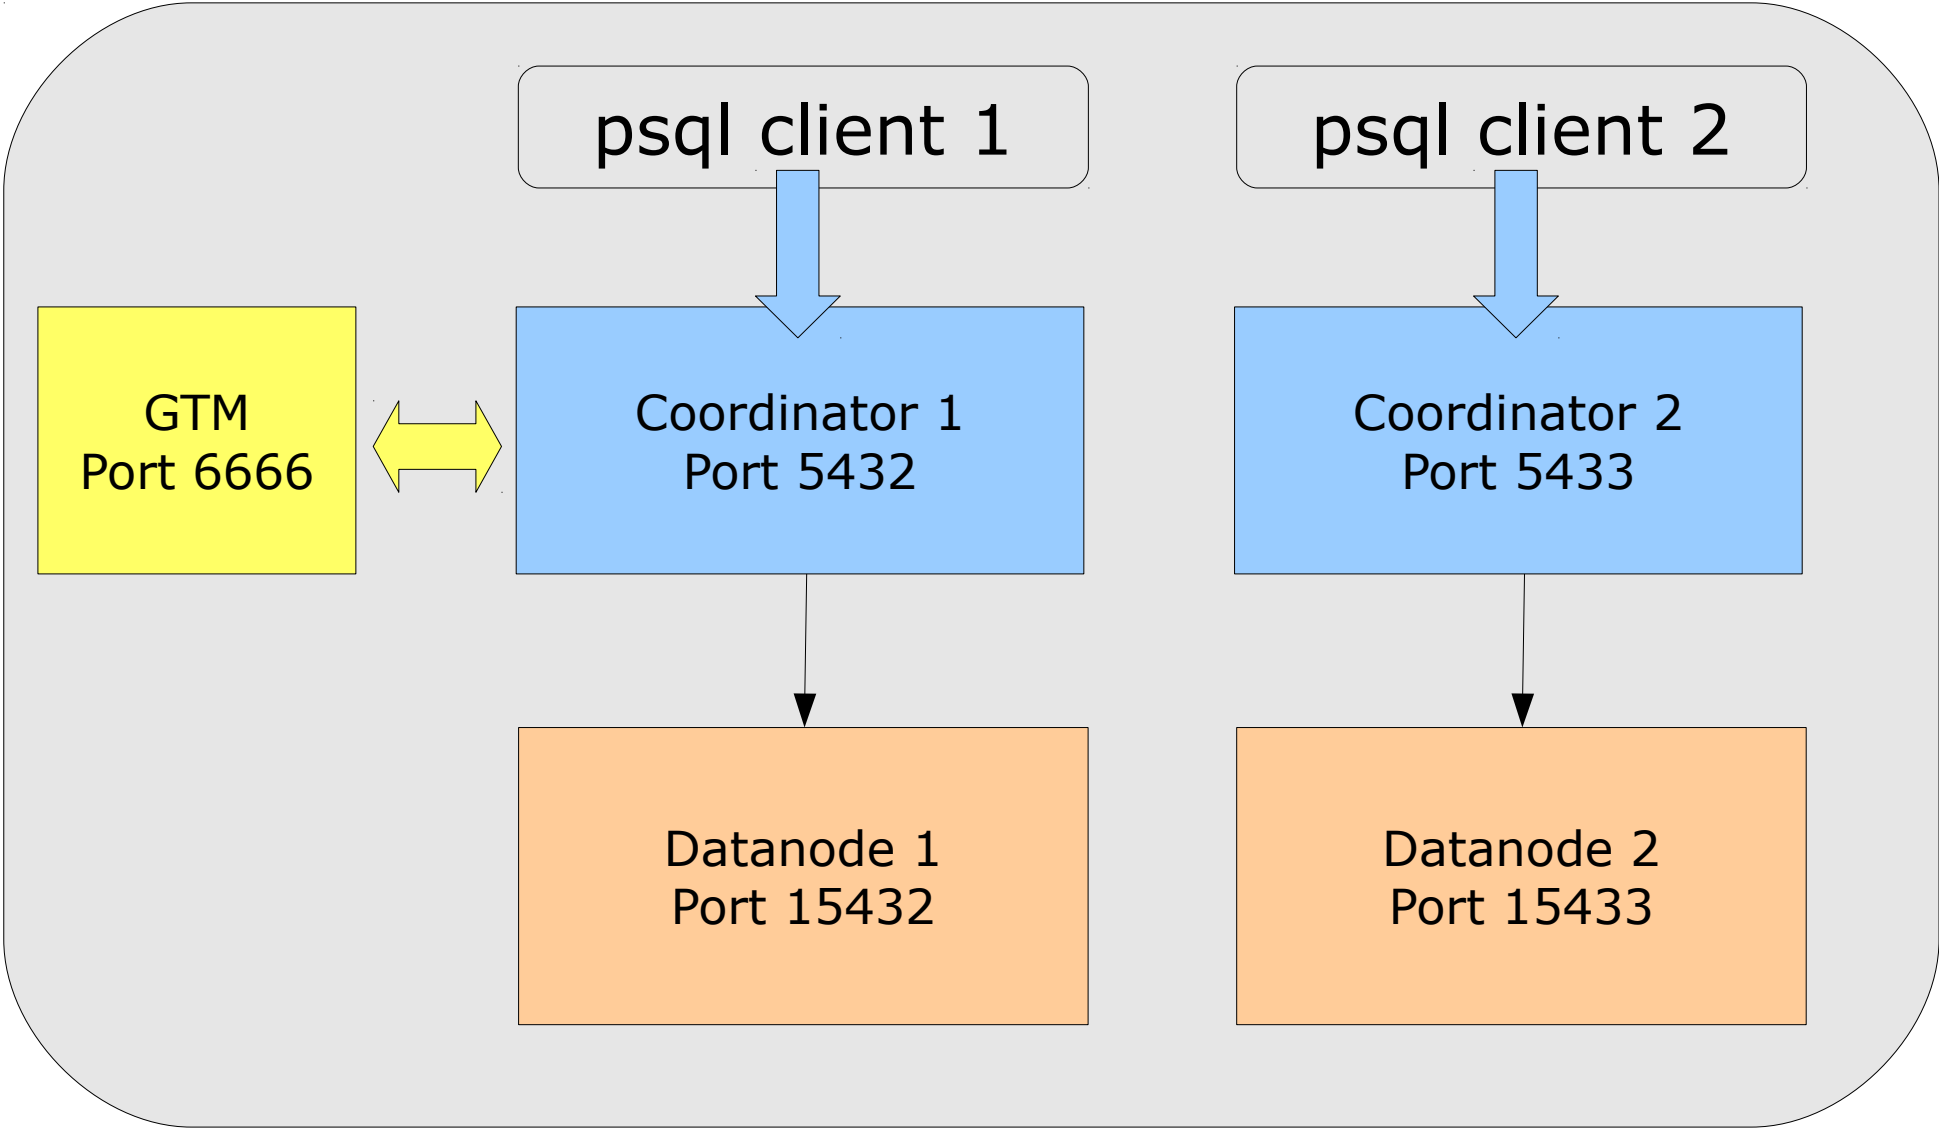 psql client 1
psql client 2
GTM
Port 6666
Coordinator 1
Port 5432
Coordinator 2
Port 5433
Datanode 1
Port 15432
Datanode 2
Port 15433